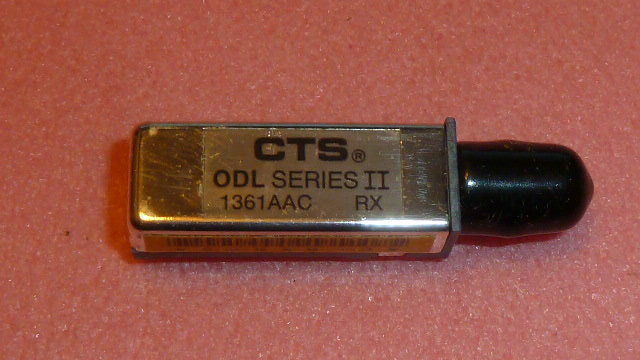 CTS®
ODL SERIES II
1361AAC RX